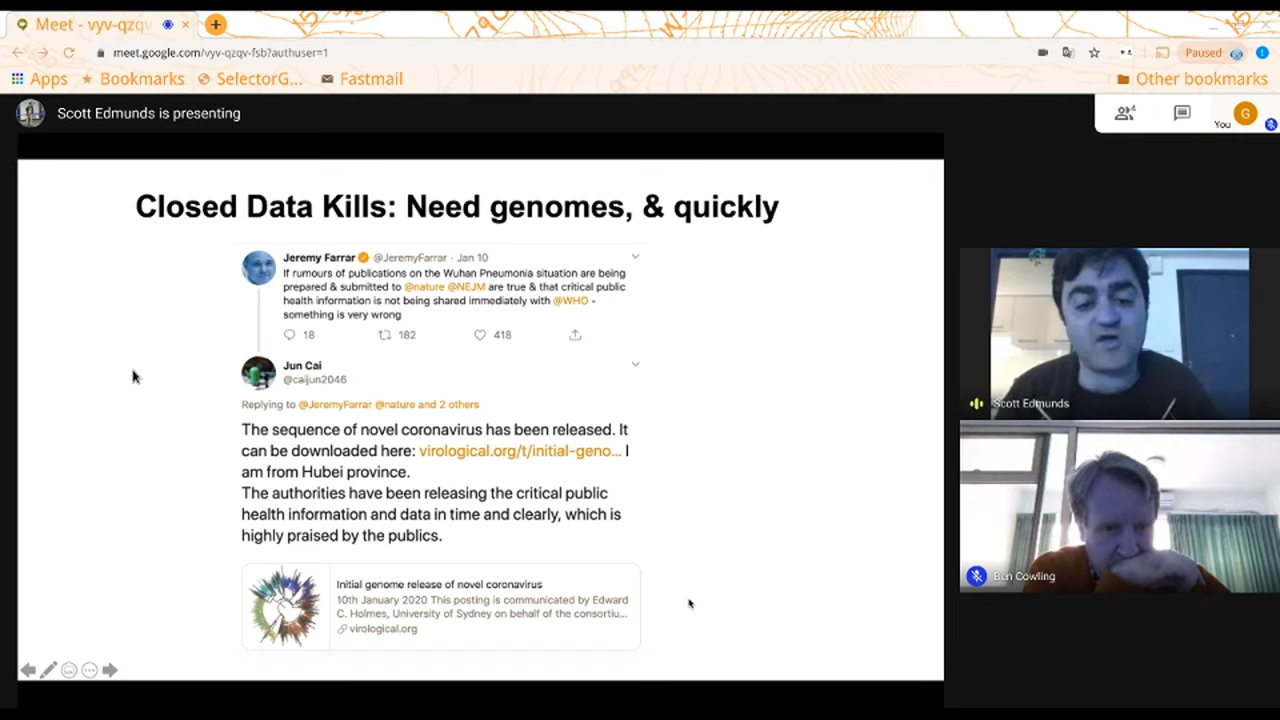 Meet - vyv-qzqv
meet.google.com/vyv-qzqv-fsb?authuser=1
Paused
Apps
Bookmarks
SelectorG...
Fastmail
Other bookmarks
Scott Edmunds is presenting
4
You
G
Closed Data Kills: Need genomes, & quickly
Jeremy Farrar @JeremyFarrar · Jan 10
If rumours of publications on the Wuhan Pneumonia situation are being
prepared & submitted to @nature @NEJM are true & that critical public
health information is not being shared immediately with @WHO -
something is very wrong
18
182
418
Jun Cai
@caijun2046
Replying to @JeremyFarrar @nature and 2 others
The sequence of novel coronavirus has been released. It
can be downloaded here: virological.org/t/initial-geno... I
am from Hubei province.
The authorities have been releasing the critical public
health information and data in time and clearly, which is
highly praised by the publics.
Initial genome release of novel coronavirus
10th January 2020 This posting is communicated by Edward
C. Holmes, University of Sydney on behalf of the consortiu...
virological.org
Scott Edmunds
Ben Cowling